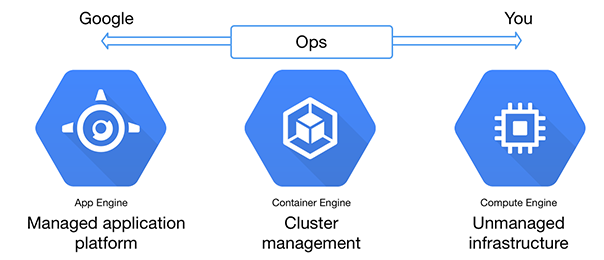 Google
Ops
You
App Engine
Managed application
platform
Container Engine
Cluster
management
Compute Engine
Unmanaged
infrastructure